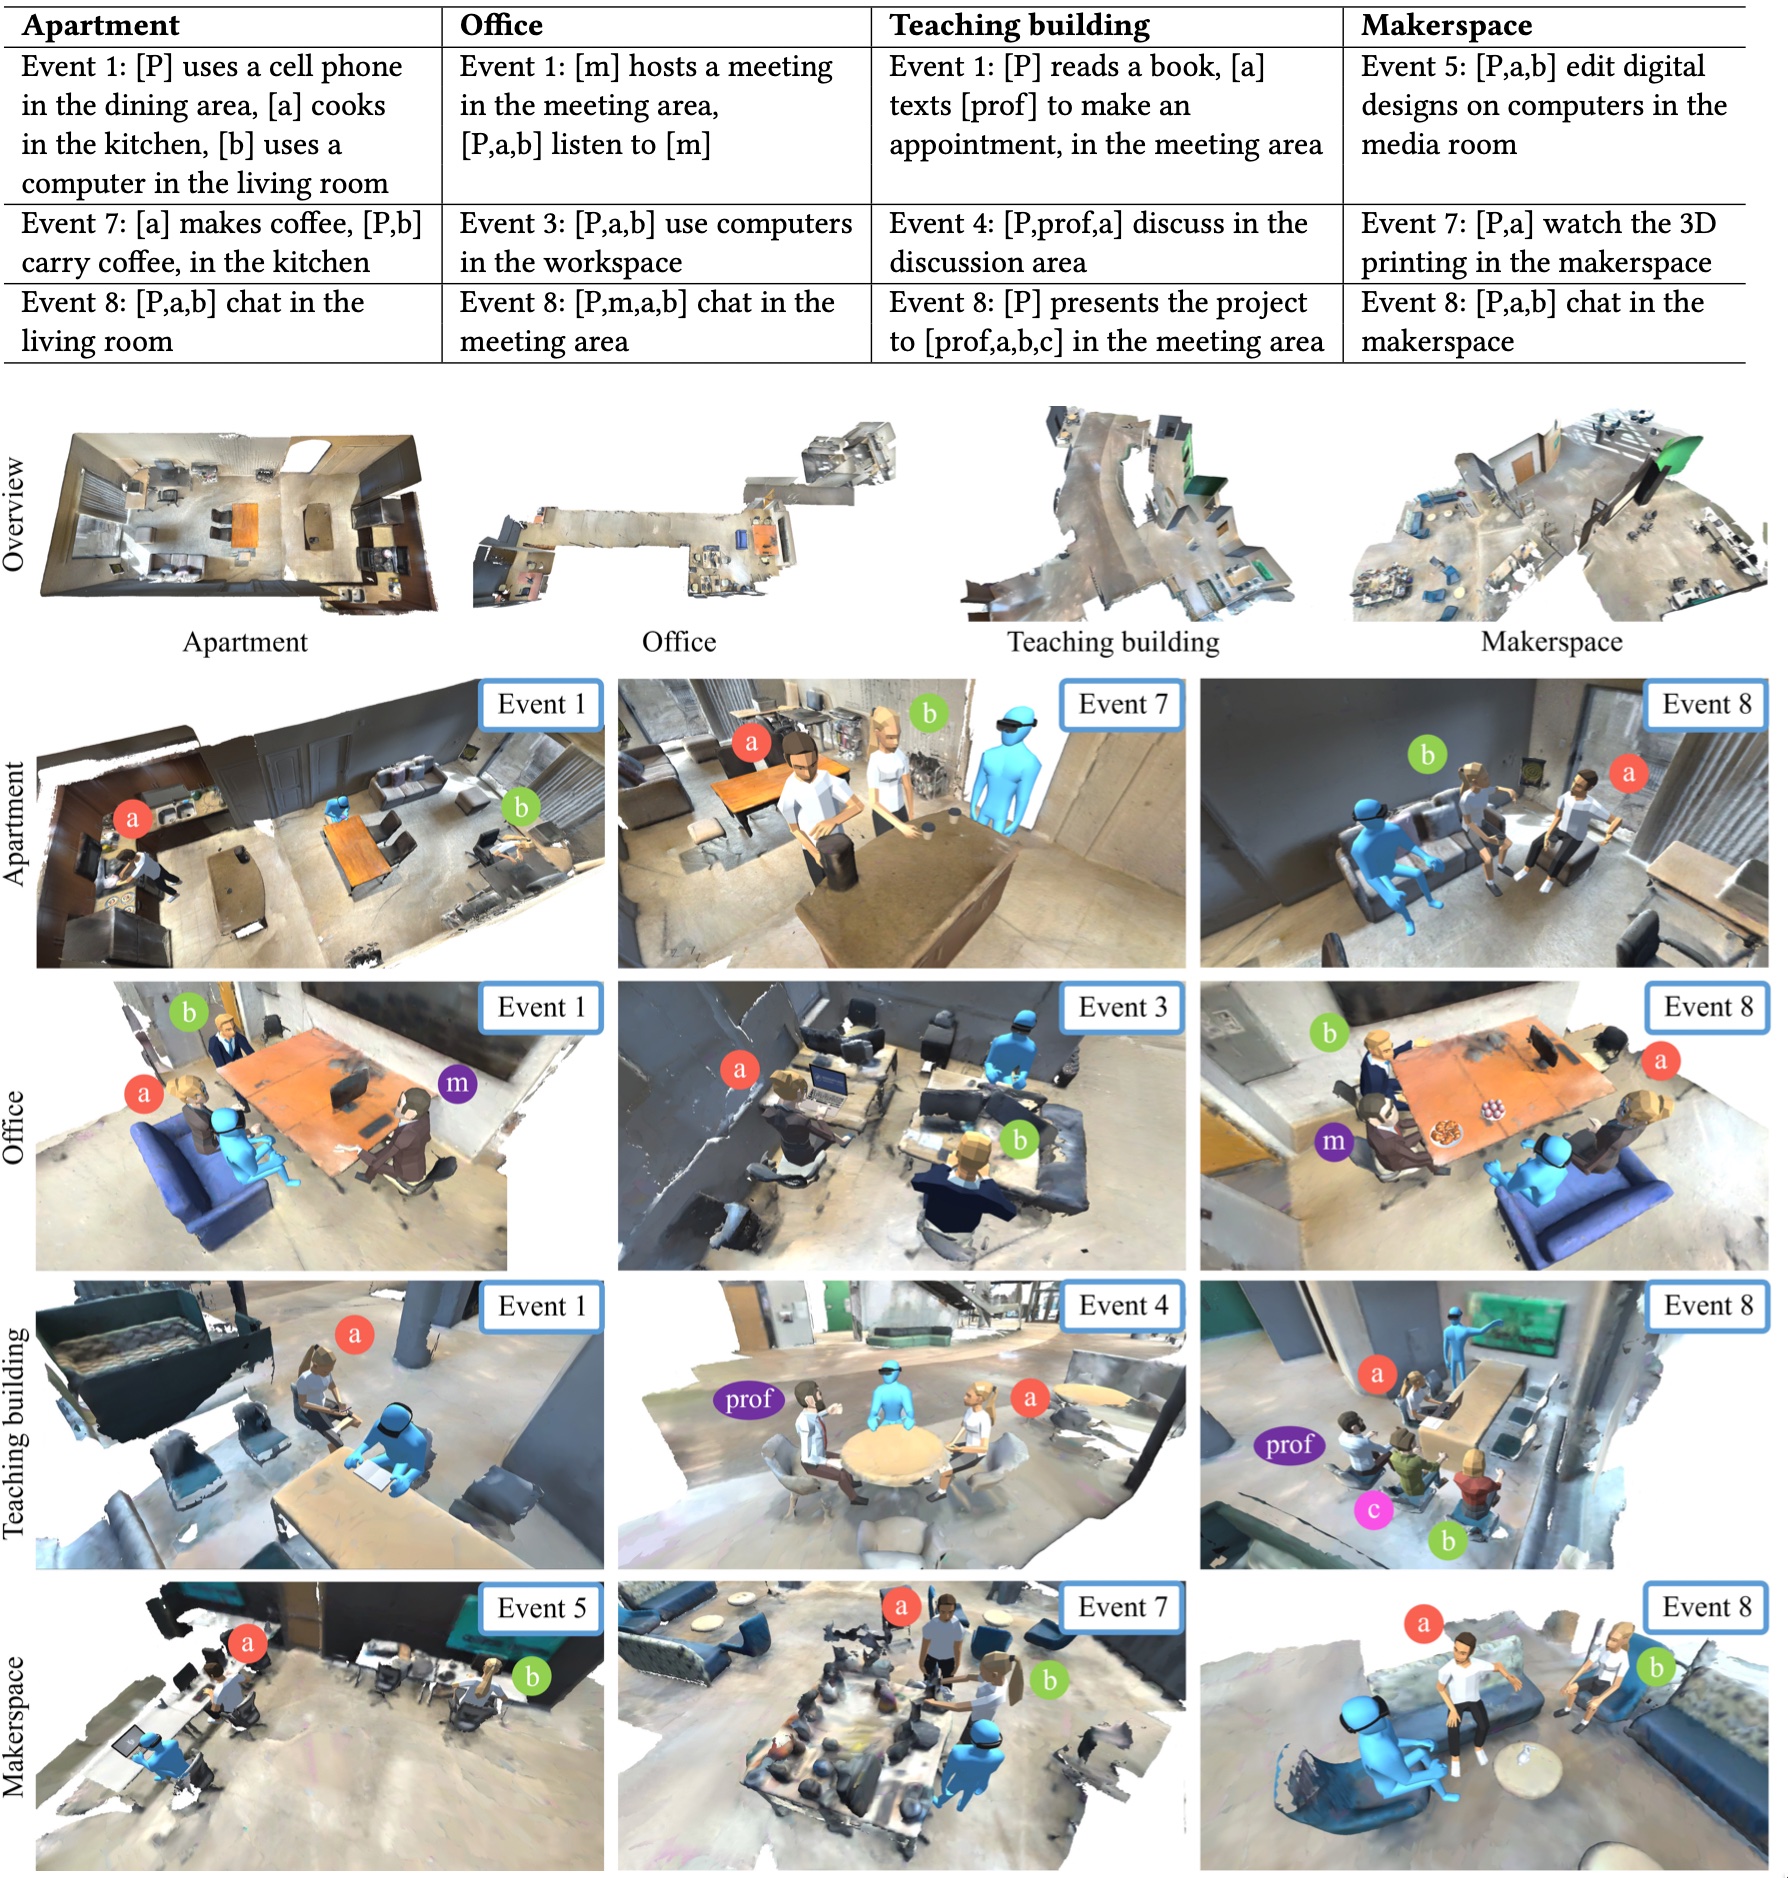 Apartment
Office
Teaching building
Makerspace
Event 1: [P] uses a cell phone
in the dining area, [a] cooks
in the kitchen, [b] uses a
computer in the living room
Event 1: [m] hosts a meeting
in the meeting area,
[P,a,b] listen to [m]
Event 1: [P] reads a book, [a]
texts [prof] to make an
appointment, in the meeting area
Event 5: [P,a,b] edit digital
designs on computers in the
media room
Event 7: [a] makes coffee, [P,b]
carry coffee, in the kitchen
Event 3: [P,a,b] use computers
in the workspace
Event 4: [P,prof,a] discuss in the
discussion area
Event 7: [P,a] watch the 3D
printing in the makerspace
Event 8: [P,a,b] chat in the
living room
Event 8: [P,m,a,b] chat in the
meeting area
Event 8: [P] presents the project
to [prof,a,b,c] in the meeting area
Event 8: [P,a,b] chat in the
makerspace
Overview
Apartment
Office
Teaching building
Makerspace
Apartment
Event 1
a
b
Event 7
a
b
Event 8
b
a
Office
Event 1
b
a
m
Event 3
a
b
Event 8
b
a
m
Teaching building
Event 1
a
Event 4
prof
a
Event 8
a
prof
c
b
Makerspace
Event 5
a
b
Event 7
a
b
Event 8
a
b